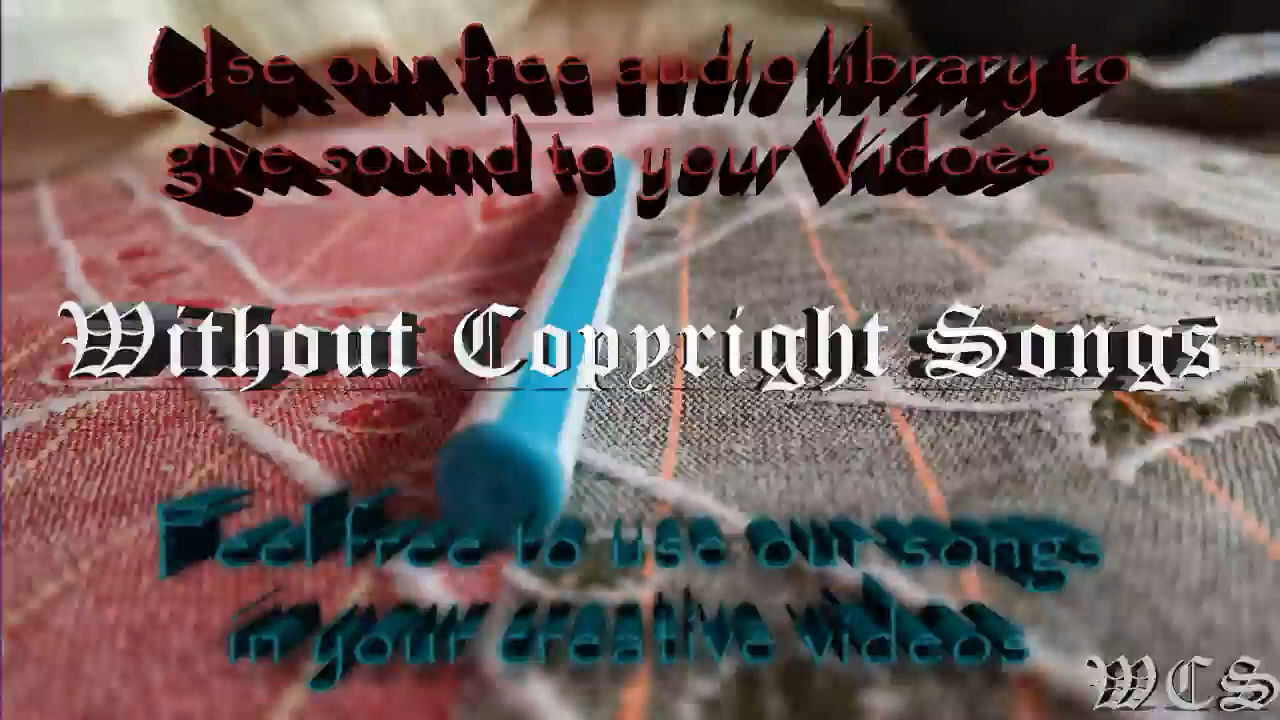 Use our free audio library to
give sound to your Vidoes
Without Copyright Songs
Feel free to use our songs
in your creative videos
WCS